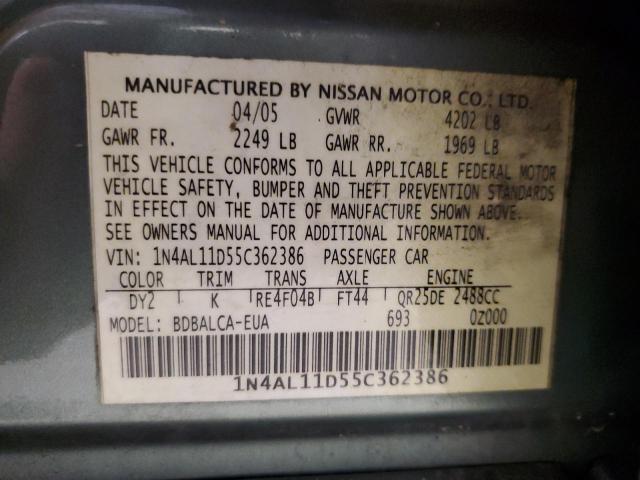 MANUFACTURED BY NISSAN MOTOR CO., LTD.
DATE 04/05 GVWR 4202 LB
GAWR FR. 2249 LB GAWR RR. 1969 LB
THIS VEHICLE CONFORMS TO ALL APPLICABLE FEDERAL MOTOR
VEHICLE SAFETY, BUMPER AND THEFT PREVENTION STANDARDS
IN EFFECT ON THE DATE OF MANUFACTURE SHOWN ABOVE.
SEE OWNERS MANUAL FOR ADDITIONAL INFORMATION.
VIN: 1N4AL11D55C362386 PASSENGER CAR
COLOR TRIM TRANS AXLE ENGINE
DY2 K RE4F04B FT44 QR25DE 2488CC
MODEL: BDBALCA-EUA 693 0Z000
1N4AL11D55C362386